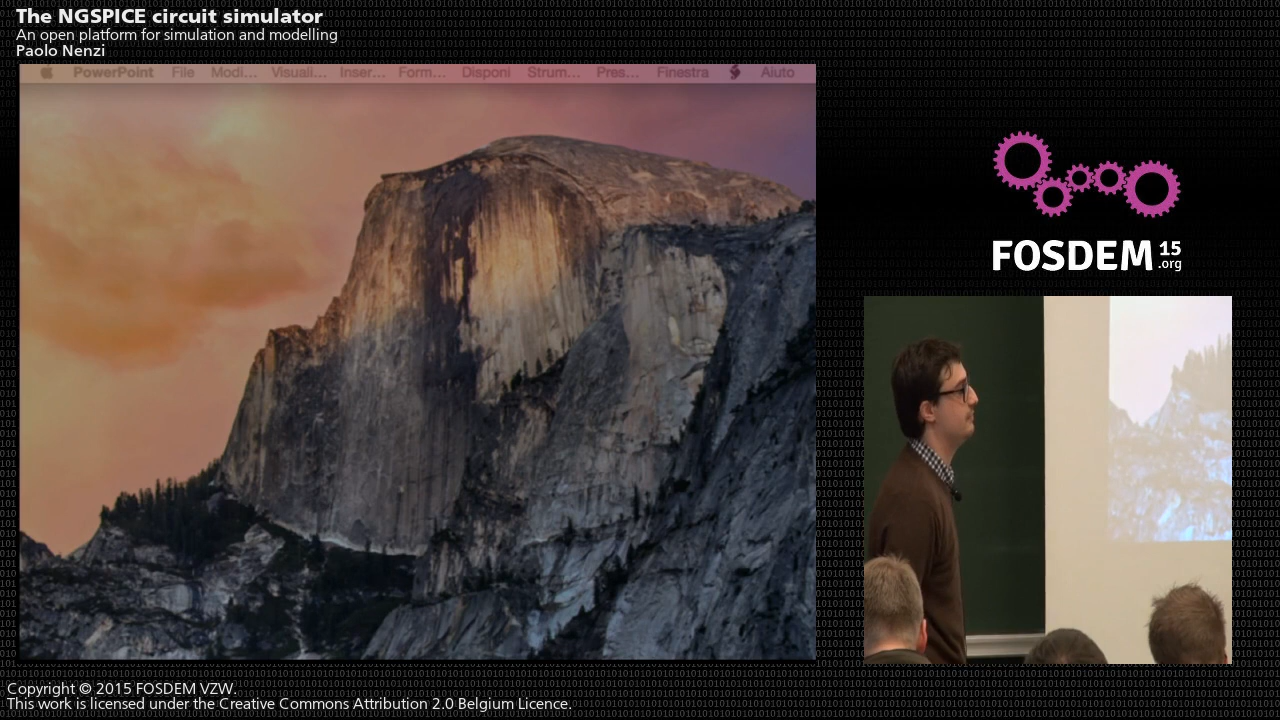 The NGSPICE circuit simulator
An open platform for simulation and modelling
Paolo Nenzi
PowerPoint File Modi... Visuali... Inser... Form... Disponi Strum... Pres... Finestra Aiuto
FOSDEM 15
.org
Copyright © 2015 FOSDEM VZW.
This work is licensed under the Creative Commons Attribution 2.0 Belgium Licence.